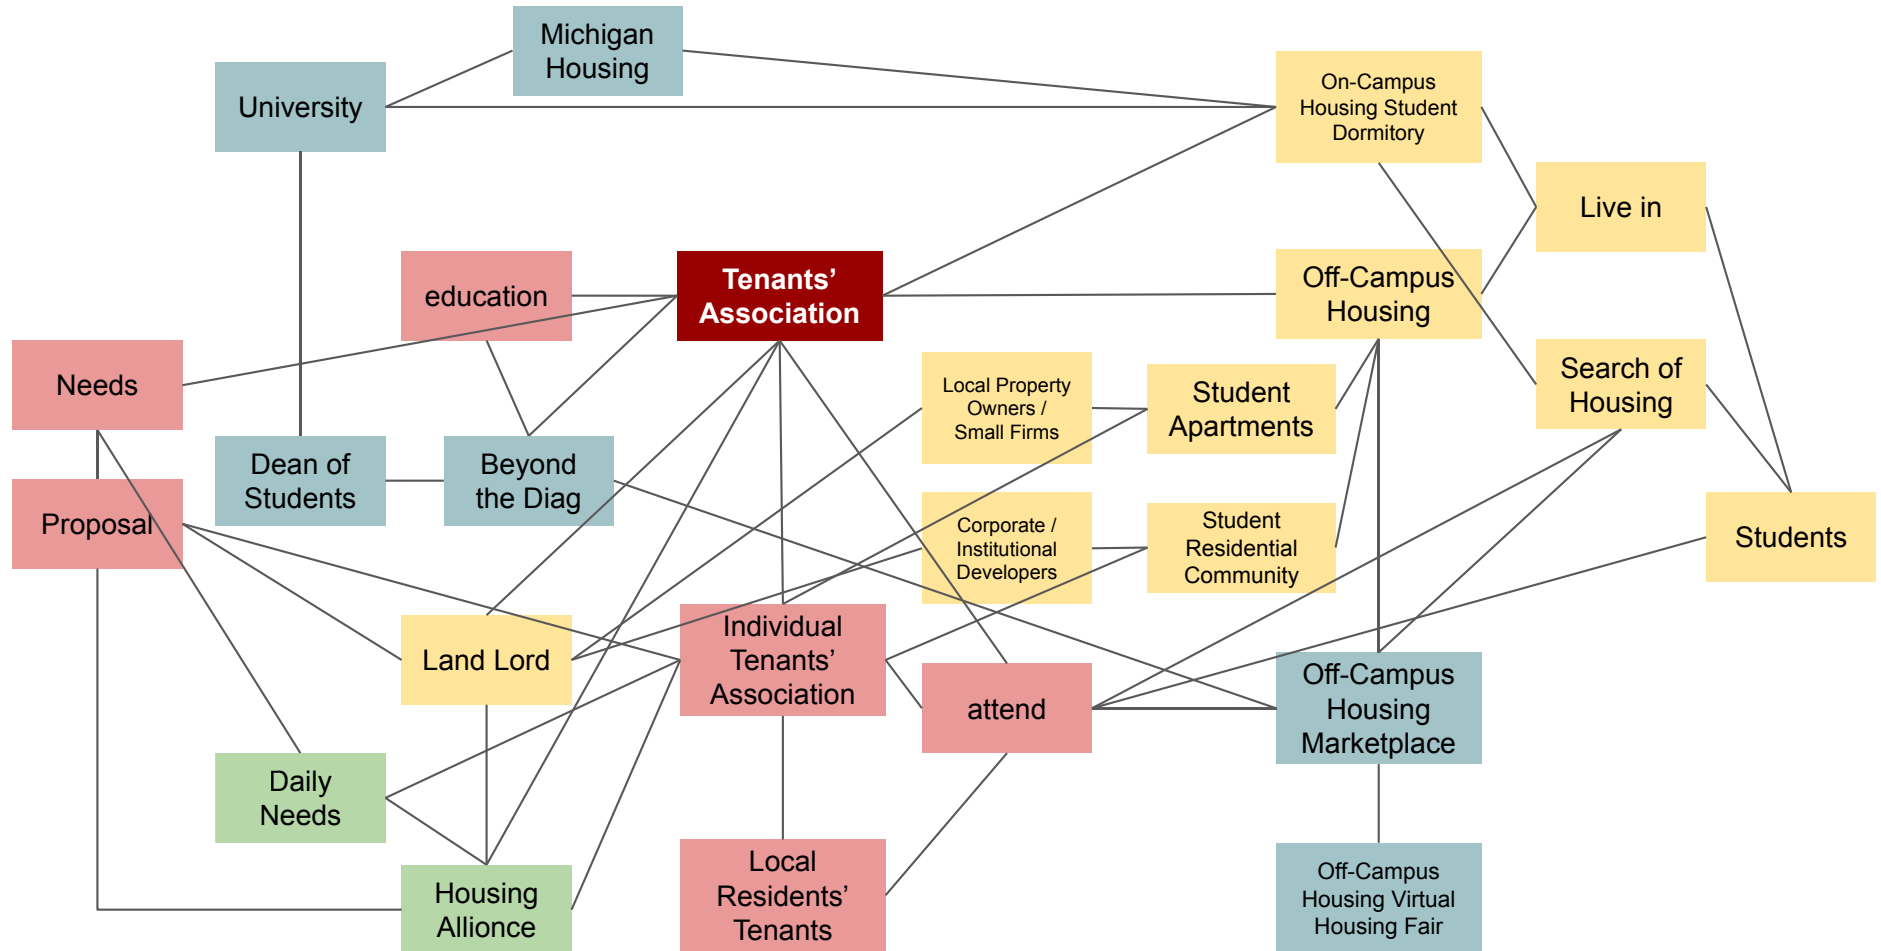 Michigan
Housing
University
On-Campus
Housing Student
Dormitory
Live in
education
Tenants’
Association
Off-Campus
Housing
Needs
Local Property
Owners /
Small Firms
Student
Apartments
Search of
Housing
Dean of
Students
Beyond
the Diag
Proposal
Corporate /
Institutional
Developers
Student
Residential
Community
Students
Land Lord
Individual
Tenants’
Association
attend
Off-Campus
Housing
Marketplace
Daily
Needs
Housing
Allionce
Local
Residents’
Tenants
Off-Campus
Housing Virtual
Housing Fair